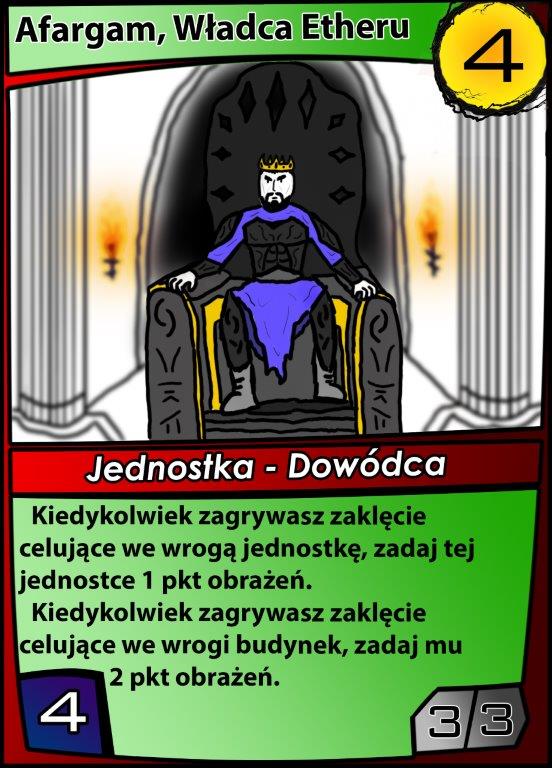 Afargam, Władca Etheru
4
Jednostka - Dowódca
Kiedykolwiek zagrywasz zaklęcie
celujące we wrogą jednostkę, zadaj tej
jednostce 1 pkt obrażeń.
Kiedykolwiek zagrywasz zaklęcie
celujące we wrogi budynek, zadaj mu
2 pkt obrażeń.
4
3/3